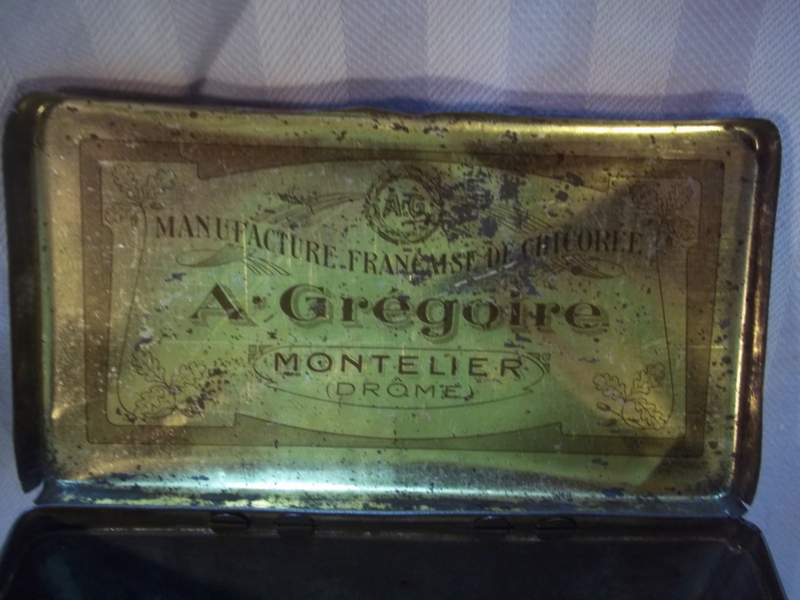 A.G.
MANUFACTURE FRANÇAISE DE CHICORÉE
A. Grégoire
MONTELIER
(DRÔME)